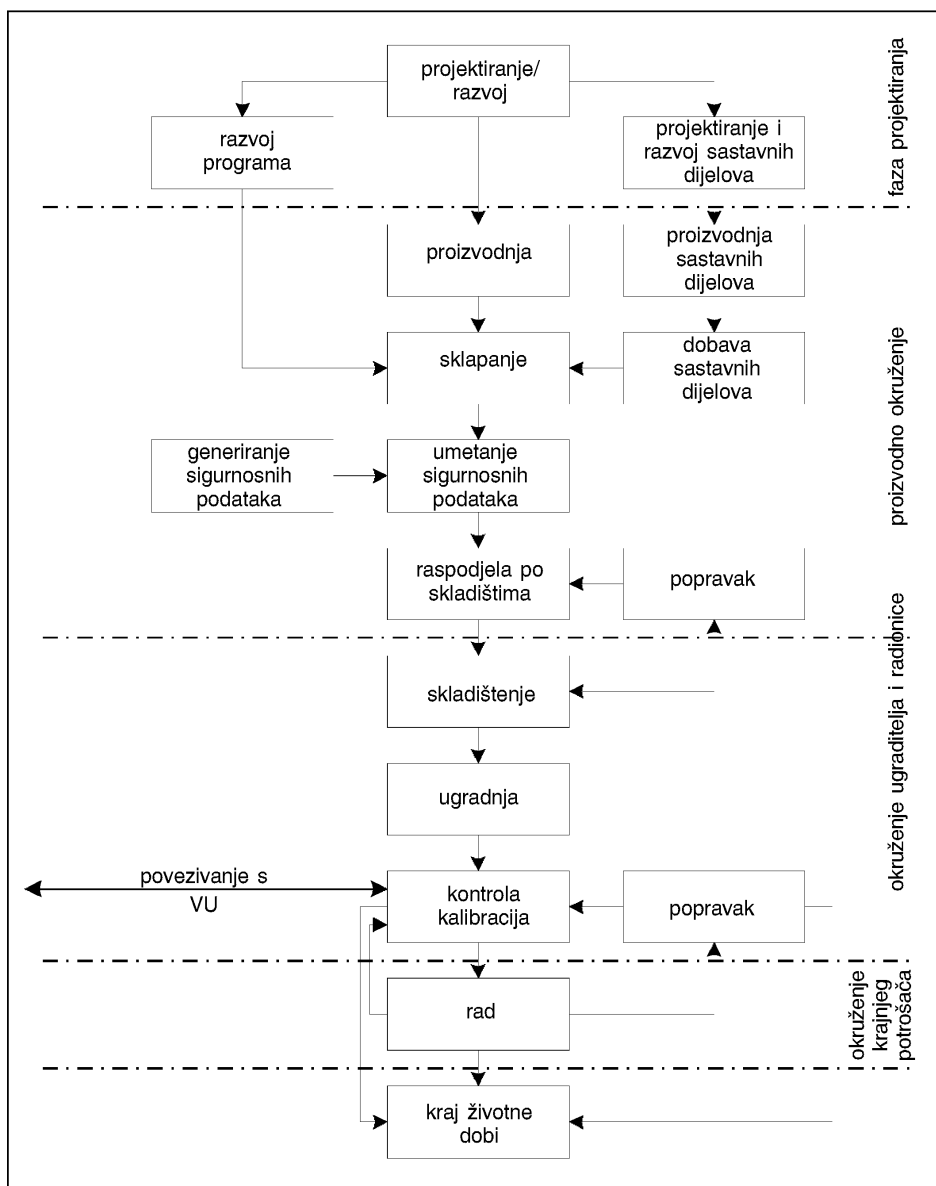 projektiranje/
razvoj
faza projektiranja
razvoj
programa
projektiranje i
razvoj sastavnih
dijelova
proizvodnja
proizvodnja
sastavnih
dijelova
sklapanje
dobava
sastavnih
dijelova
proizvodno okruženje
generiranje
sigurnosnih
podataka
umetanje
sigurnosnih
podataka
raspodjela po
skladištima
popravak
okruženje ugraditelja i radionice
skladištenje
ugradnja
povezivanje s
VU
kontrola
kalibracija
popravak
rad
okruženje
krajnjeg
potrošača
kraj životne
dobi